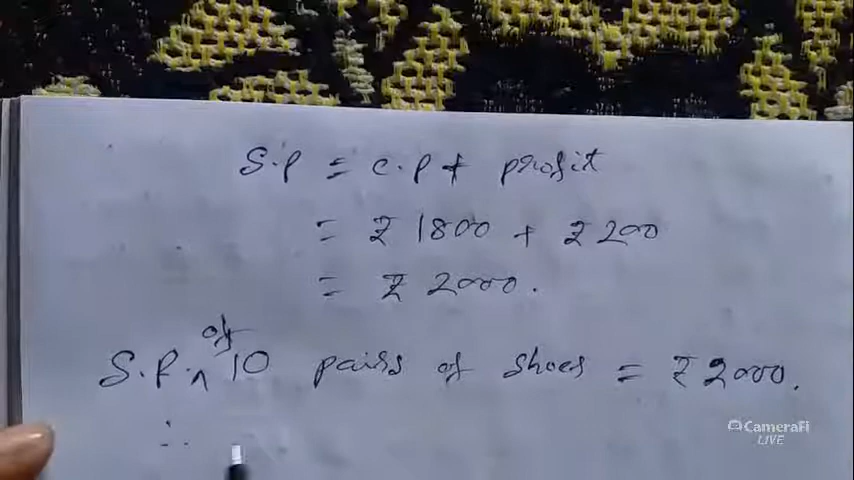 S.P = C.P + profit
= ₹ 1800 + ₹ 200
= ₹ 2000.
S.P. ^ of 10 pairs of shoes = ₹ 2000.
∴
CameraFi
LIVE